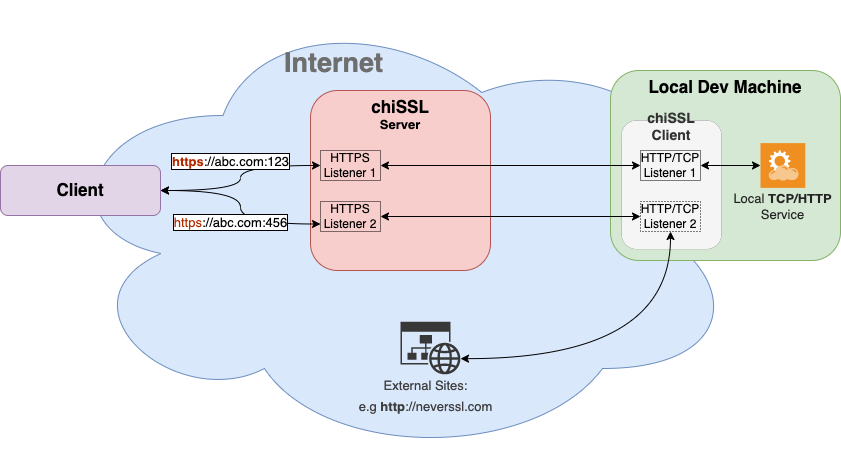 Internet
Local Dev Machine
chiSSL
Server
chiSSL
Client
https://abc.com:123
HTTPS
Listener 1
HTTP/TCP
Listener 1
Client
Local TCP/HTTP
Service
https://abc.com:456
HTTPS
Listener 2
HTTP/TCP
Listener 2
External Sites:
e.g http://neverssl.com